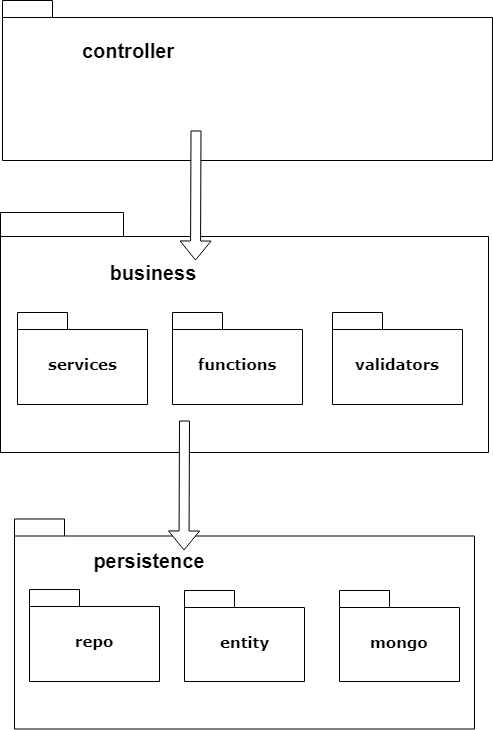 controller
business
services
functions
validators
persistence
repo
entity
mongo